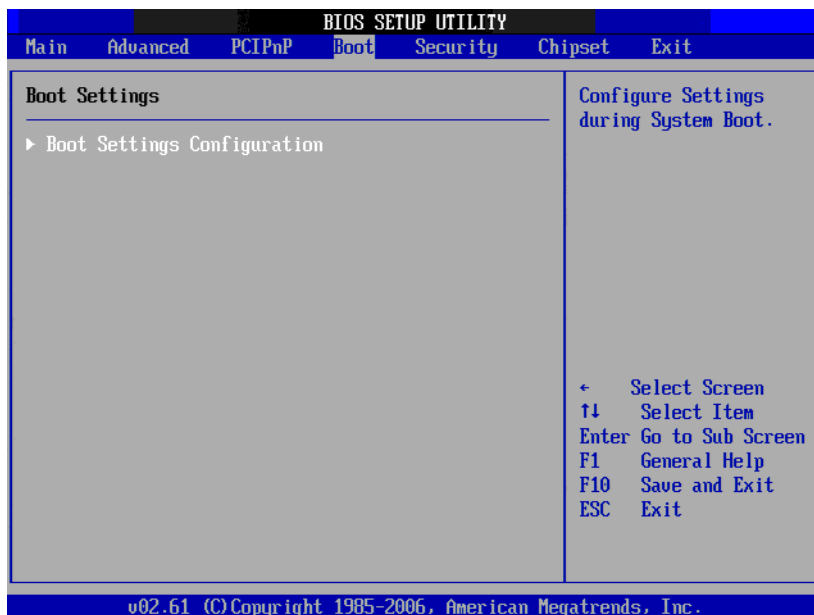 BIOS SETUP UTILITY
Main Advanced PCIPnP Boot Security Chipset Exit
Boot Settings
▶ Boot Settings Configuration
Configure Settings
during System Boot.
← Select Screen
↑↓ Select Item
Enter Go to Sub Screen
F1 General Help
F10 Save and Exit
ESC Exit
v02.61 (C)Copyright 1985-2006, American Megatrends, Inc.